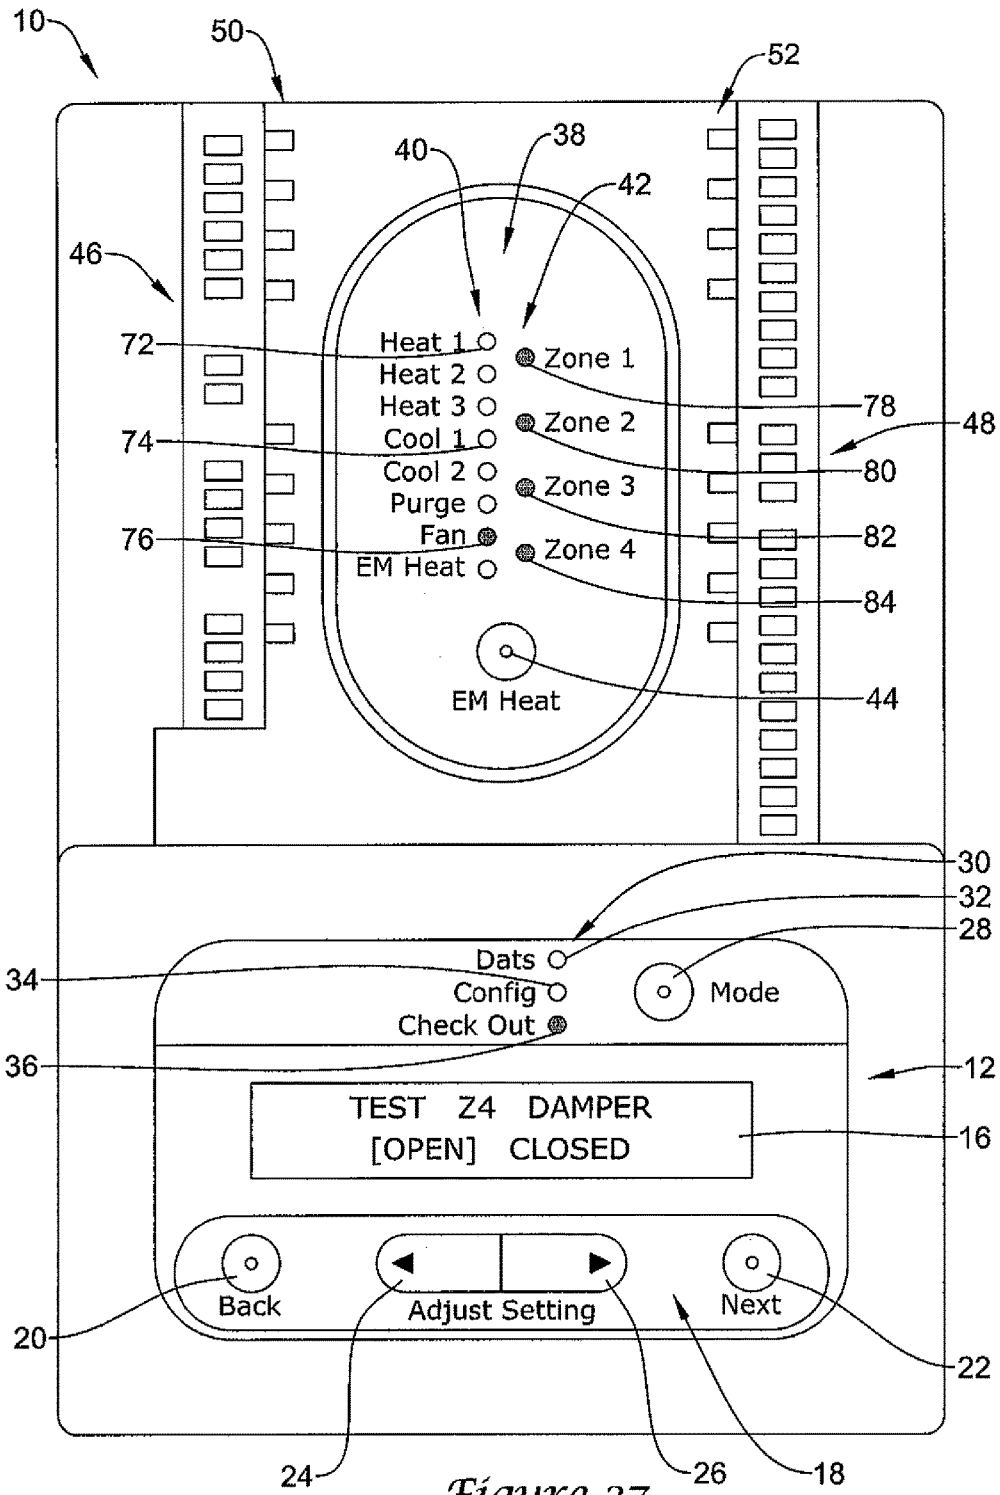 10
50
52
38
40
42
46
Heat 1
72
Zone 1
Heat 2
Heat 3
78
Zone 2
Cool 1
74
48
Cool 2
80
Zone 3
Purge
Fan
82
76
Zone 4
EM Heat
84
EM Heat
44
30
32
Dats
28
34
Config
Mode
Check Out
36
12
TEST Z4 DAMPER
16
[OPEN] CLOSED
Back
Adjust Setting
Next
20
22
24
26
18
Figure 27